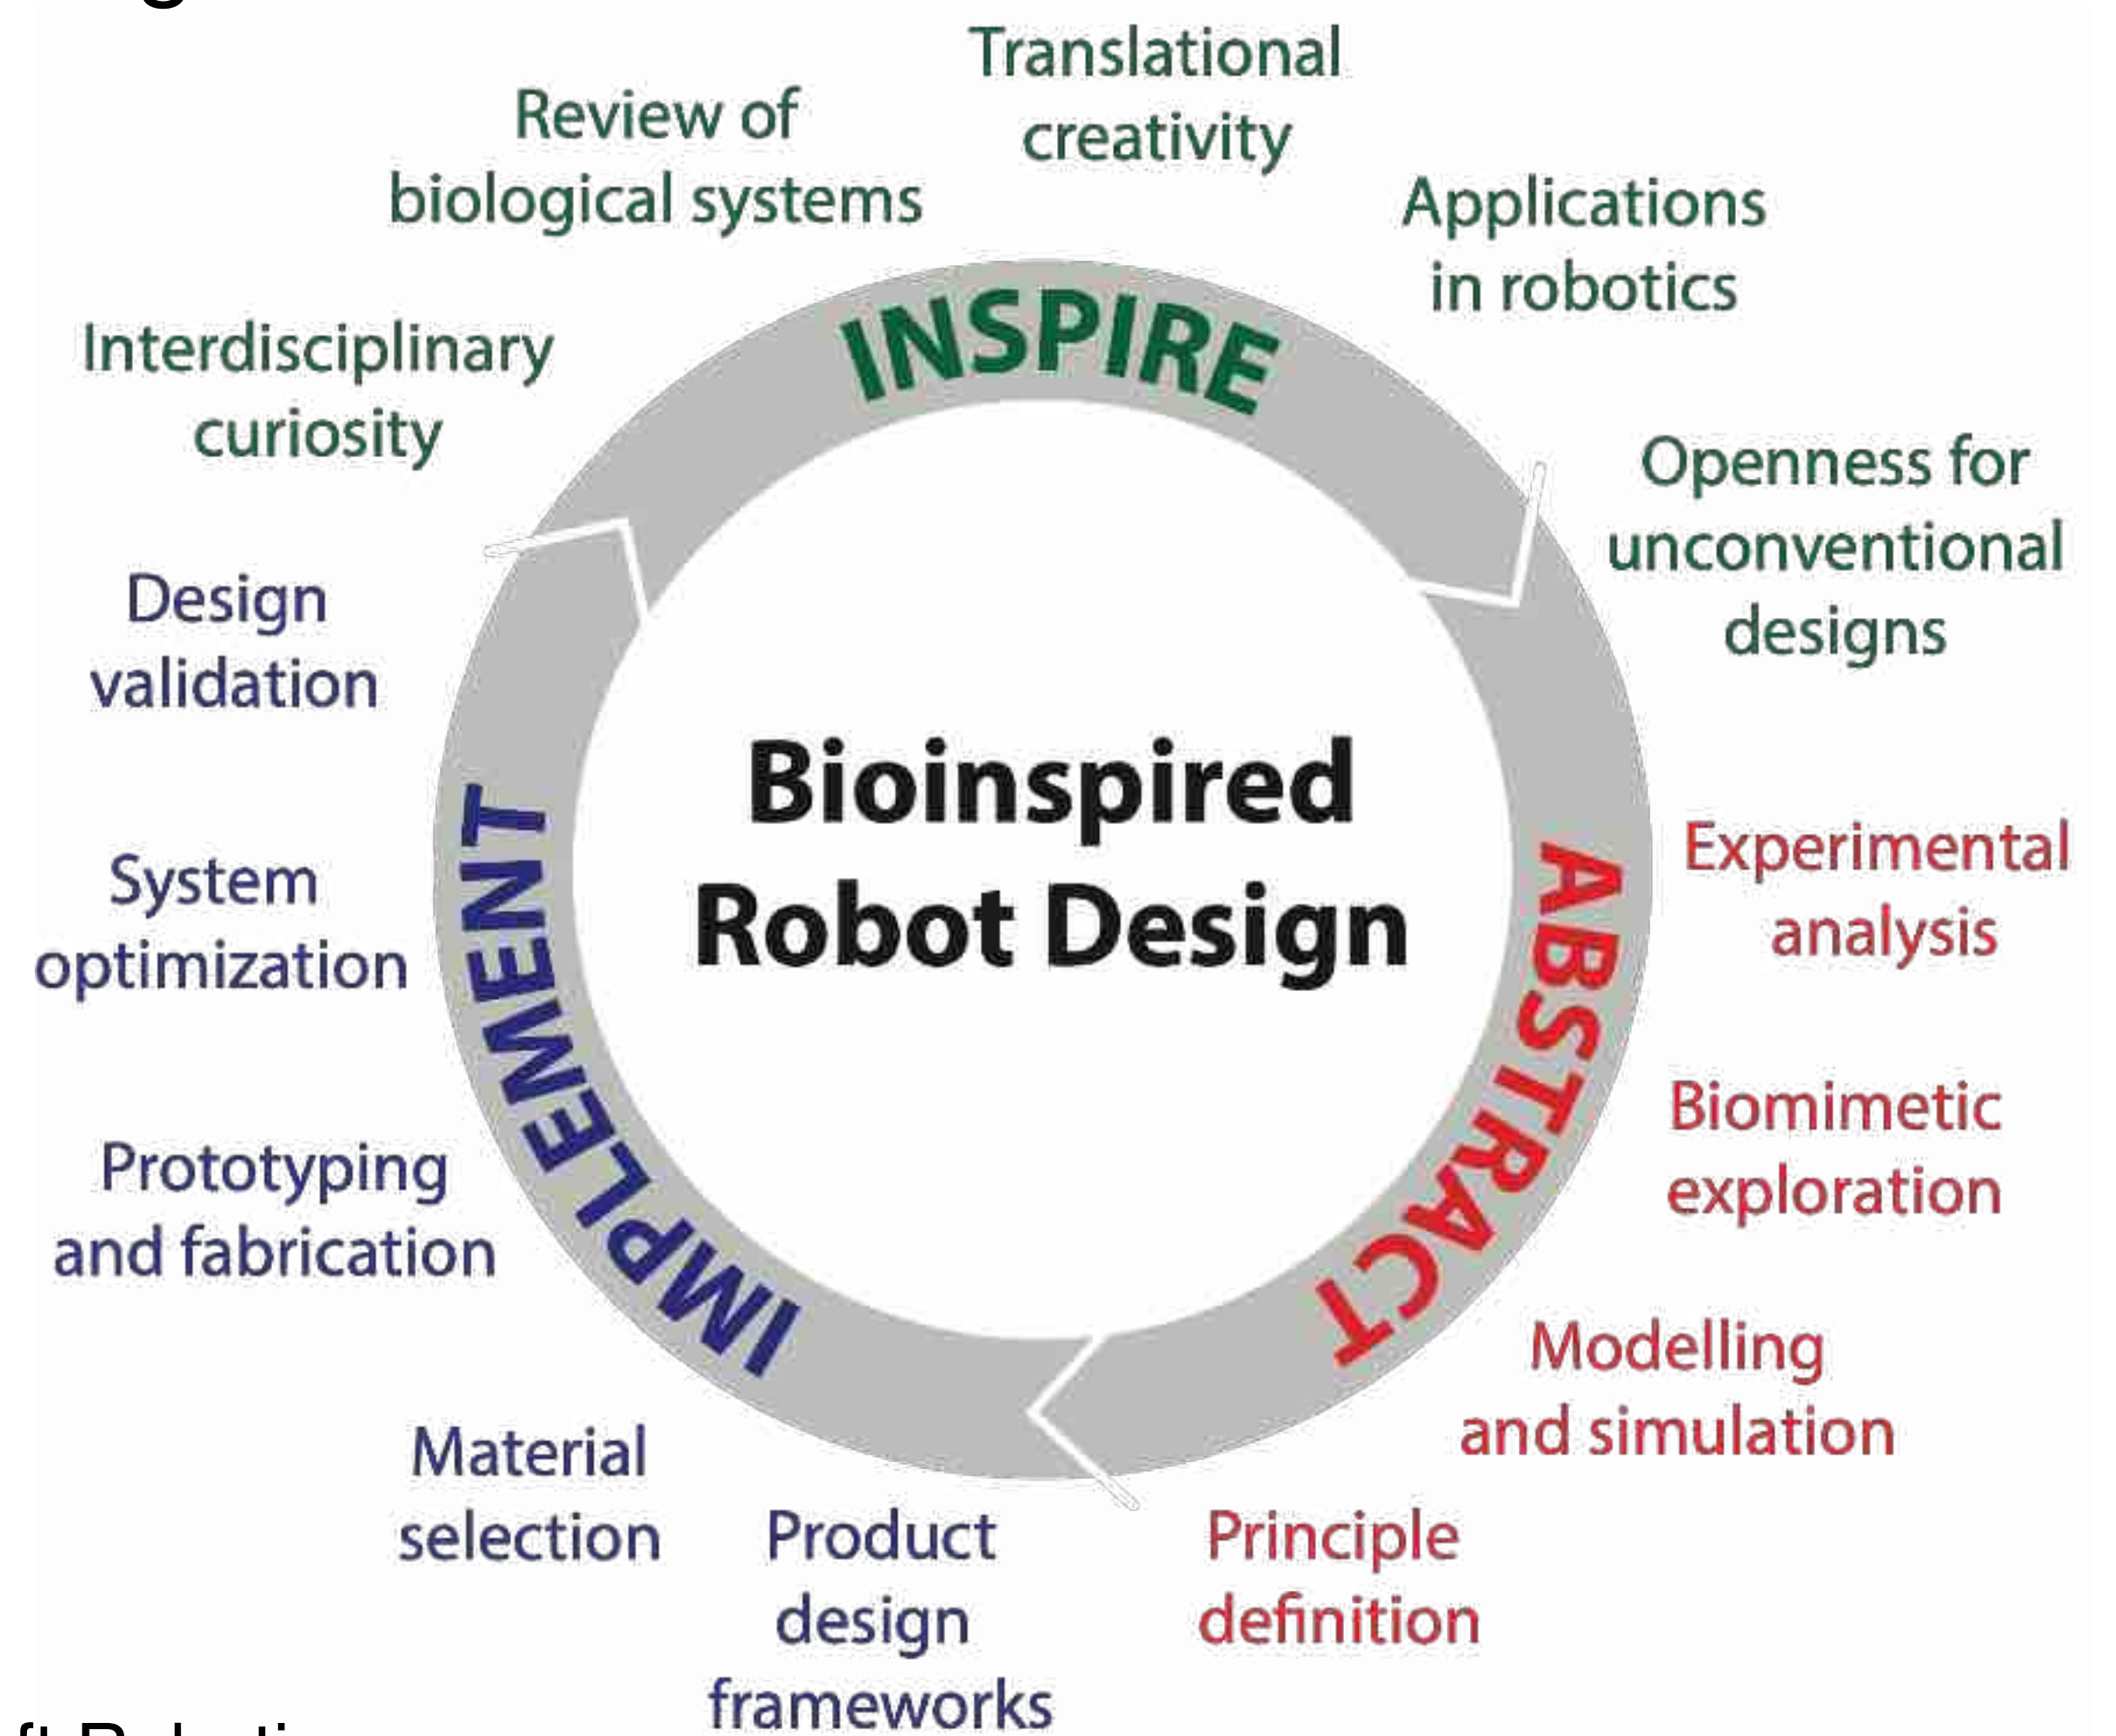 Translational
creativity
Review of
biological systems
Applications
in robotics
INSPIRE
Interdisciplinary
curiosity
Openness for
unconventional
designs
Design
validation
Bioinspired
Robot Design
Experimental
analysis
ABSTRACT
System
optimization
IMPLEMENT
Biomimetic
exploration
Prototyping
and fabrication
Modelling
and simulation
Material
selection
Product
design
frameworks
Principle
definition